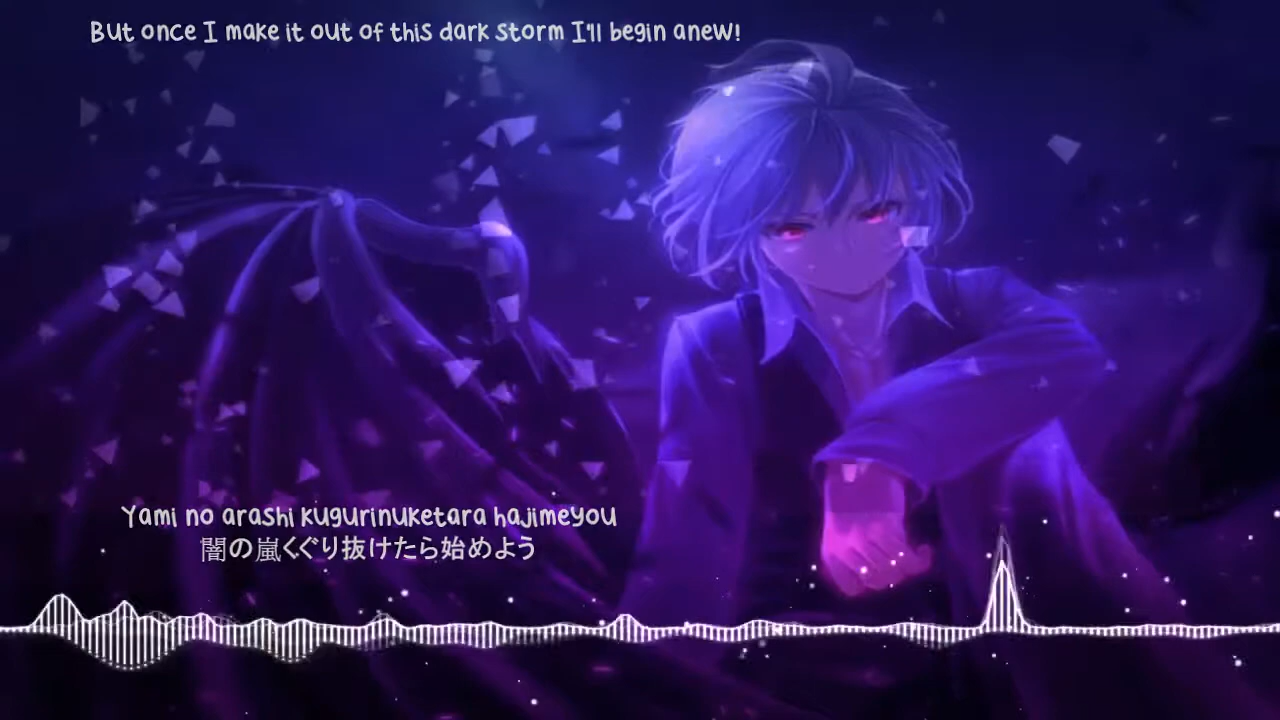 But once I make it out of this dark storm I'll begin anew!
Yami no arashi kugurinuketara hajimeyou
闇の嵐くぐり抜けたら始めよう